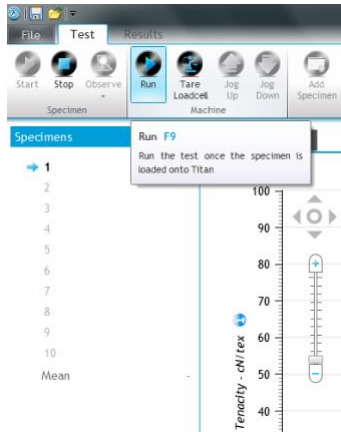 File Test Results
Start Stop Observe Run Tare Loadcell Jog Up Jog Down Add Specimen
Specimen Machine
Specimens
Run F9
Run the test once the specimen is
loaded onto Titan
1
2
3
4
5
6
7
8
9
10
Mean -
100
90
80
70
60
50
40
Tenacity - cN/tex